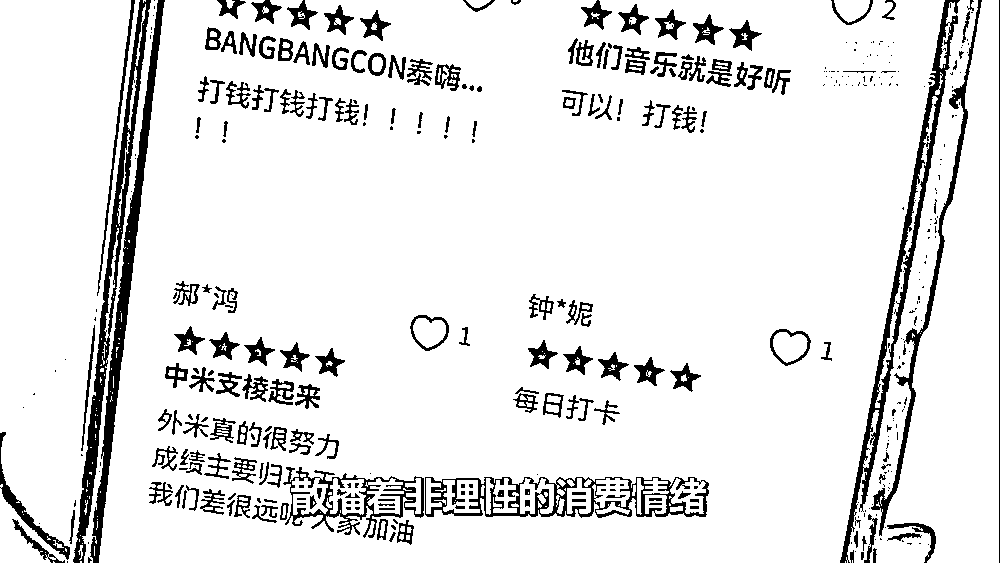 2
BANGBANGCON泰嗨...
打钱打钱打钱！！！！！
！！
他们音乐就是好听
可以！打钱！
郝*鸿
1
中米支棱起来
外米真的很努力
成绩主要归功
我们差很远呢 大家加油
钟*妮
1
每日打卡
散播着非理性的消费情绪